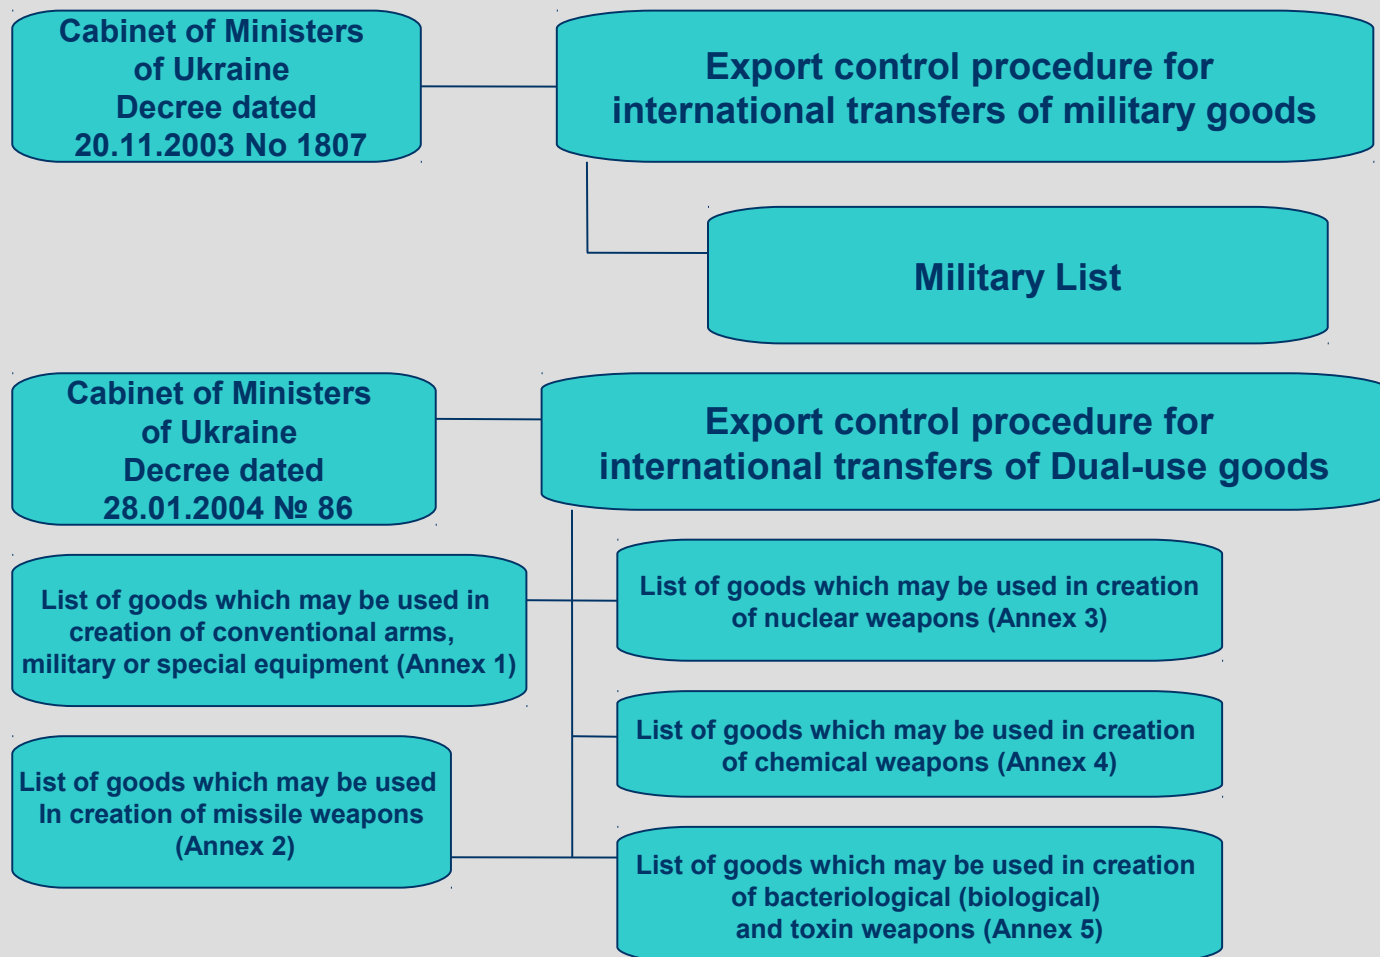 Cabinet of Ministers
of Ukraine
Decree dated
20.11.2003 No 1807
Export control procedure for
international transfers of military goods
Military List
Cabinet of Ministers
of Ukraine
Decree dated
28.01.2004 № 86
Export control procedure for
international transfers of Dual-use goods
List of goods which may be used in
creation of conventional arms,
military or special equipment (Annex 1)
List of goods which may be used
In creation of missile weapons
(Annex 2)
List of goods which may be used in creation
of nuclear weapons (Annex 3)
List of goods which may be used in creation
of chemical weapons (Annex 4)
List of goods which may be used in creation
of bacteriological (biological)
and toxin weapons (Annex 5)